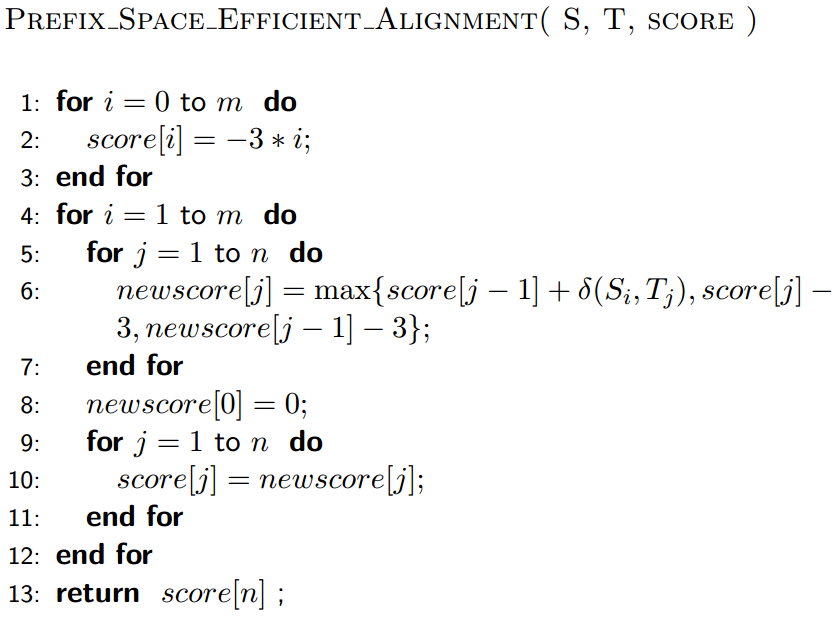 PREFIX_SPACE_EFFICIENT_ALIGNMENT( S, T, SCORE )
1: for i = 0 to m do
2: score[i] = −3 ∗ i;
3: end for
4: for i = 1 to m do
5: for j = 1 to n do
6: newscore[j] = max{score[j − 1] + δ(Sᵢ, Tⱼ), score[j] −
3, newscore[j − 1] − 3};
7: end for
8: newscore[0] = 0;
9: for j = 1 to n do
10: score[j] = newscore[j];
11: end for
12: end for
13: return score[n] ;